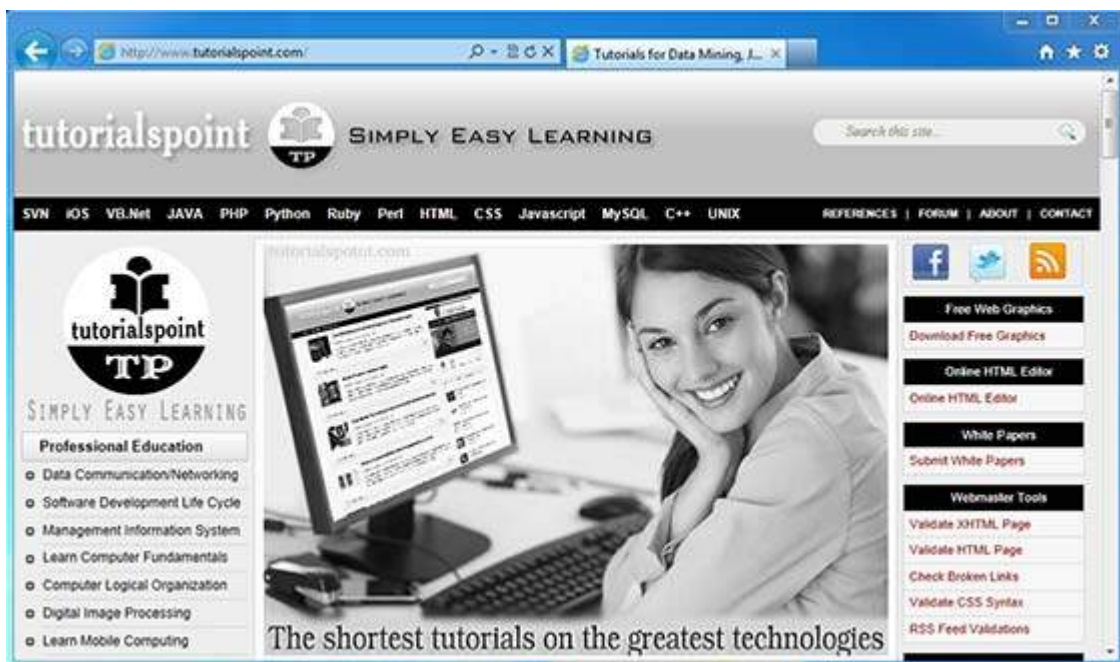 http://www.tutorialspoint.com/
Tutorials for Data Mining, J...
tutorialspoint
TP
SIMPLY EASY LEARNING
Search this site...
SVN iOS VB.Net JAVA PHP Python Ruby Perl HTML CSS Javascript MySQL C++ UNIX
REFERENCES | FORUM | ABOUT | CONTACT
tutorialspoint
TP
SIMPLY EASY LEARNING
Professional Education
Data Communication/Networking
Software Development Life Cycle
Management Information System
Learn Computer Fundamentals
Computer Logical Organization
Digital Image Processing
Learn Mobile Computing
tutorialspoint.com
The shortest tutorials on the greatest technologies
Free Web Graphics
Download Free Graphics
Online HTML Editor
Online HTML Editor
White Papers
Submit White Papers
Webmaster Tools
Validate XHTML Page
Validate HTML Page
Check Broken Links
Validate CSS Syntax
RSS Feed Validations